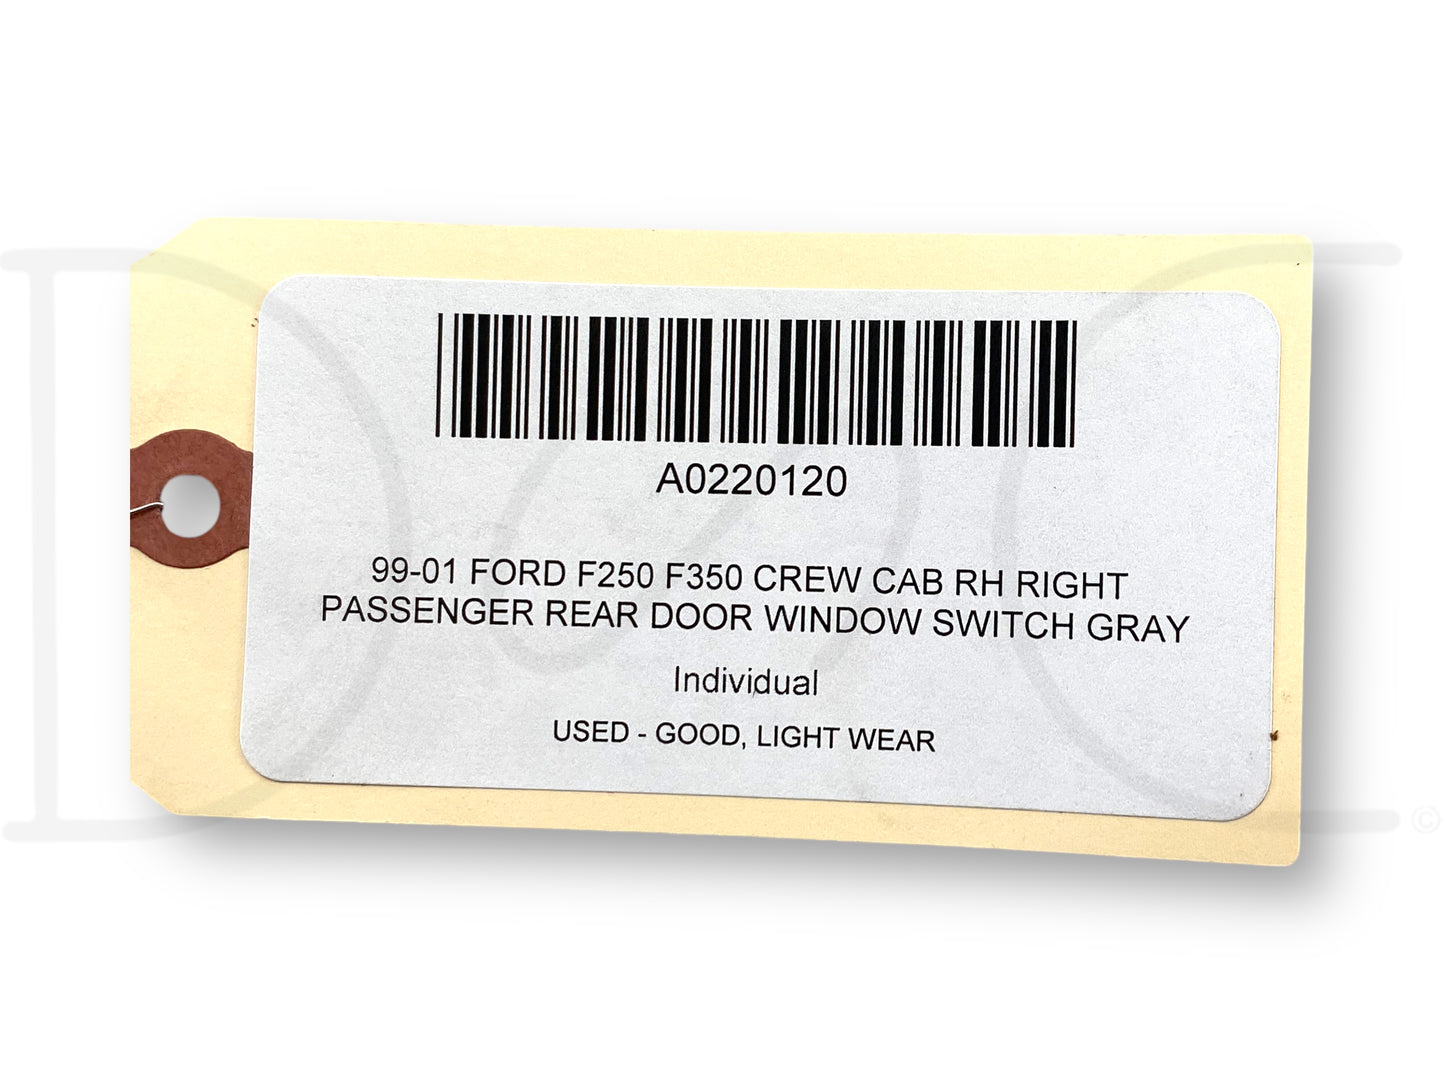 A0220120
99-01 FORD F250 F350 CREW CAB RH RIGHT
PASSENGER REAR DOOR WINDOW SWITCH GRAY
Individual
USED - GOOD, LIGHT WEAR
©